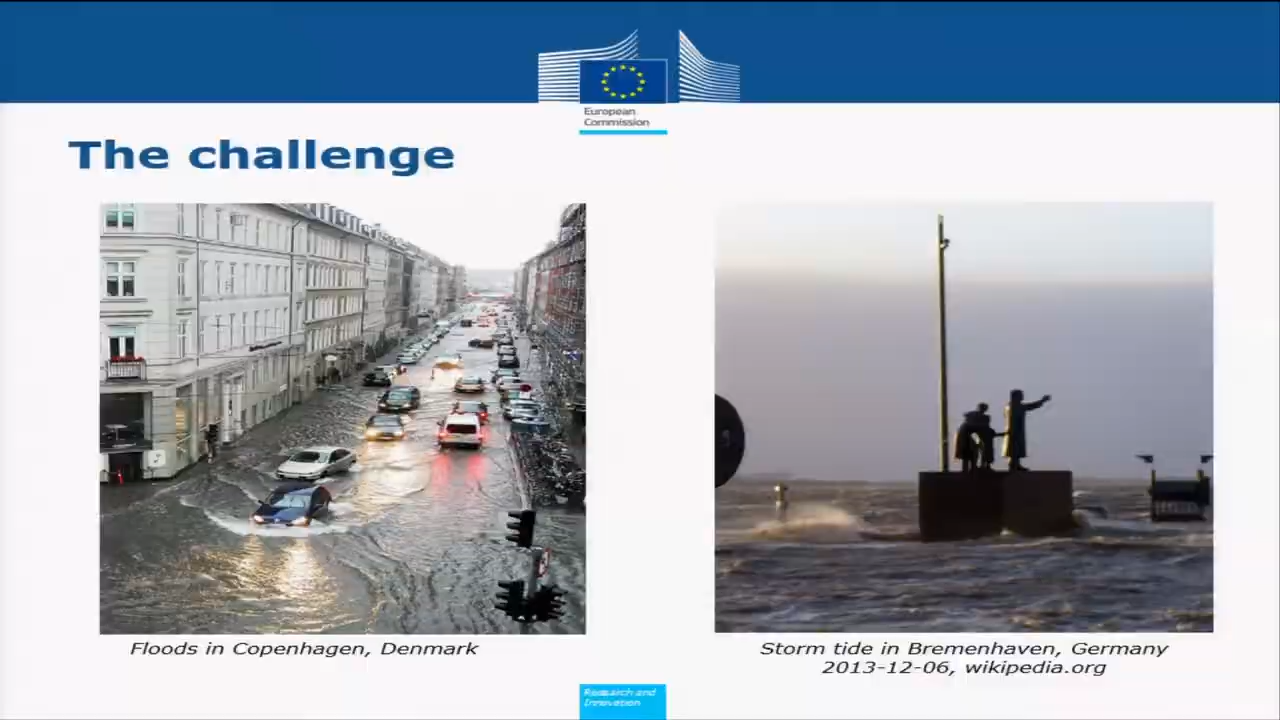 European
Commission
The challenge
Floods in Copenhagen, Denmark
Storm tide in Bremenhaven, Germany
2013-12-06, wikipedia.org
Research and
Innovation